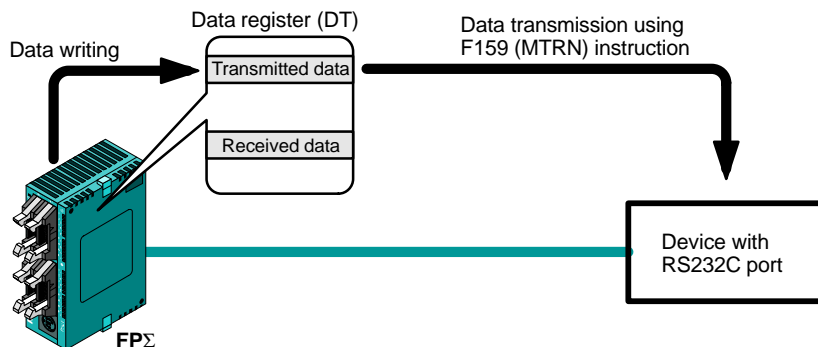 Data register (DT)
Data writing
Transmitted data
Received data
Data transmission using
F159 (MTRN) instruction
Device with
RS232C port
FPΣ